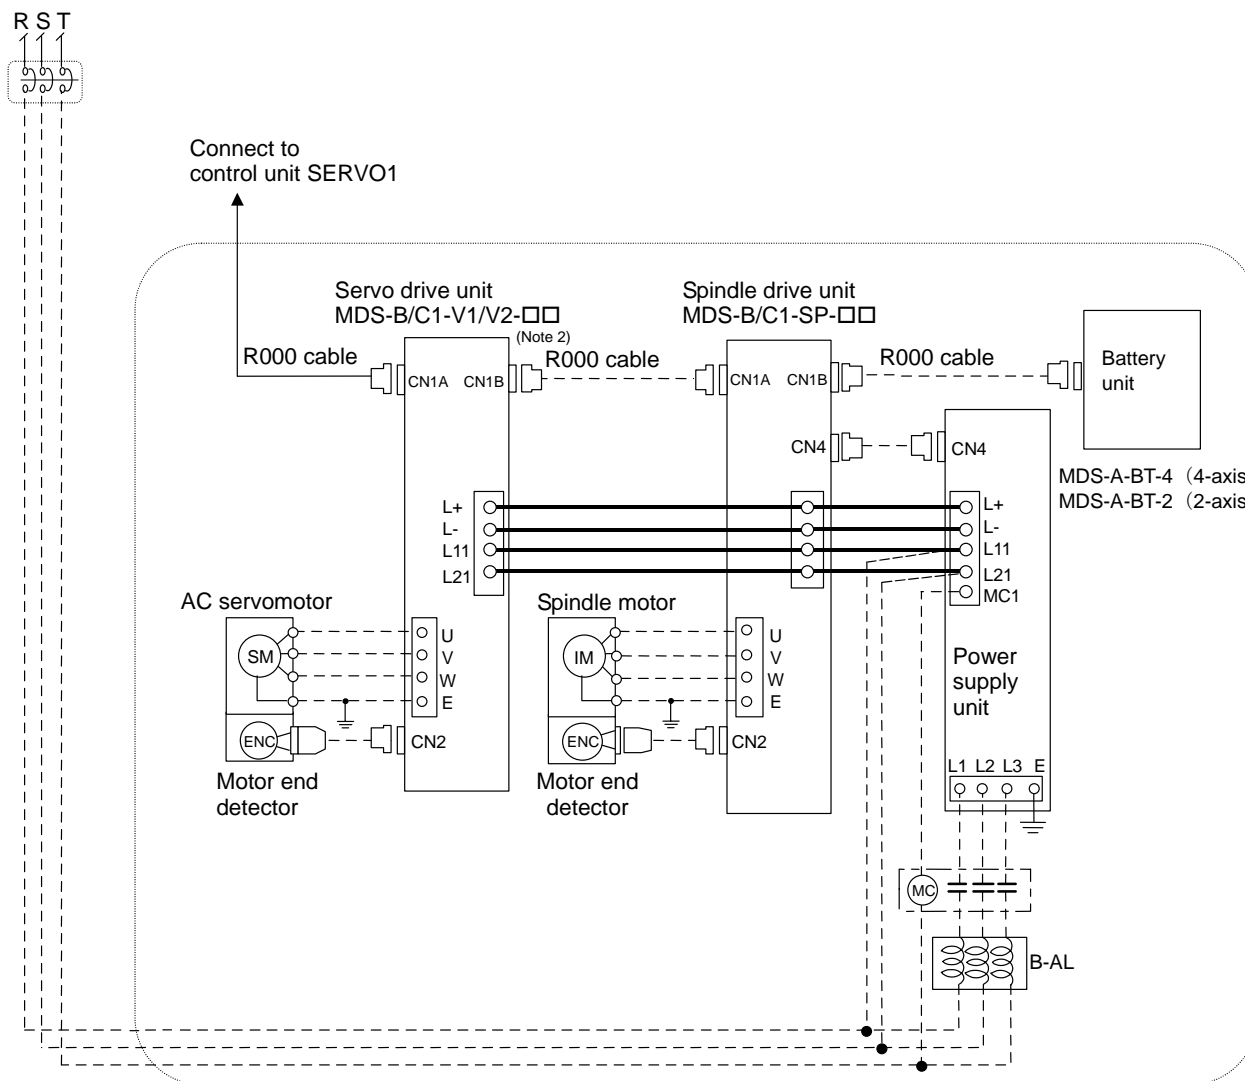 R S T
Connect to
control unit SERVO1
Servo drive unit
MDS-B/C1-V1/V2-□□
(Note 2)
Spindle drive unit
MDS-B/C1-SP-□□
R000 cable
R000 cable
R000 cable
Battery
unit
CN1A CN1B
CN1A CN1B
CN4
CN4
MDS-A-BT-4 (4-axis
MDS-A-BT-2 (2-axis
L+
L-
L11
L21
L+
L-
L11
L21
MC1
AC servomotor
SM
U
V
W
E
ENC
CN2
Motor end
detector
Spindle motor
IM
U
V
W
E
ENC
CN2
Motor end
detector
Power
supply
unit
L1 L2 L3 E
MC
B-AL